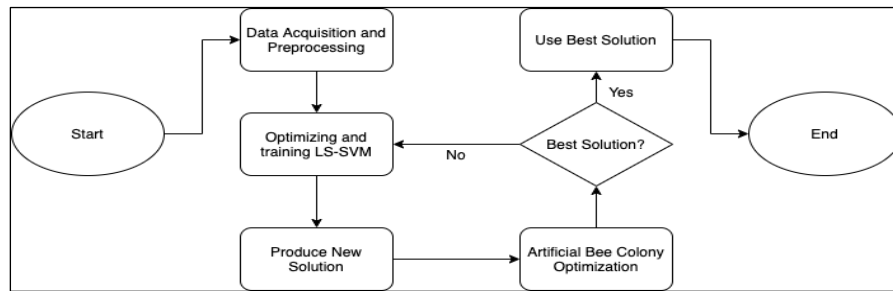 Start
Data Acquisition and
Preprocessing
Optimizing and
training LS-SVM
Produce New
Solution
Artificial Bee Colony
Optimization
Best Solution?
No
Yes
Use Best Solution
End